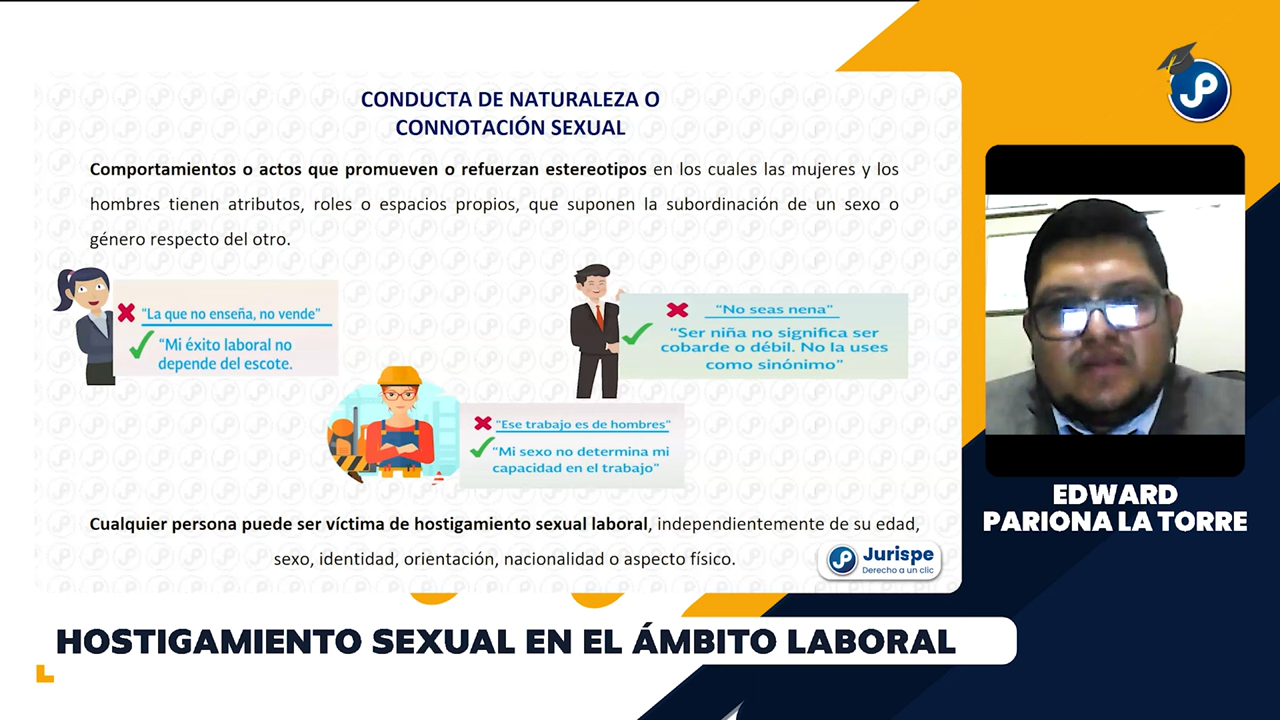 CONDUCTA DE NATURALEZA O
CONNOTACIÓN SEXUAL
Comportamientos o actos que promueven o refuerzan estereotipos en los cuales las mujeres y los
hombres tienen atributos, roles o espacios propios, que suponen la subordinación de un sexo o
género respecto del otro.
"La que no enseña, no vende"
"Mi éxito laboral no
depende del escote.
"No seas nena"
"Ser niña no significa ser
cobarde o débil. No la uses
como sinónimo"
"Ese trabajo es de hombres"
"Mi sexo no determina mi
capacidad en el trabajo"
Cualquier persona puede ser víctima de hostigamiento sexual laboral, independientemente de su edad,
sexo, identidad, orientación, nacionalidad o aspecto físico.
JP Jurispe
Derecho a un clic
JP
EDWARD
PARIONA LA TORRE
HOSTIGAMIENTO SEXUAL EN EL ÁMBITO LABORAL